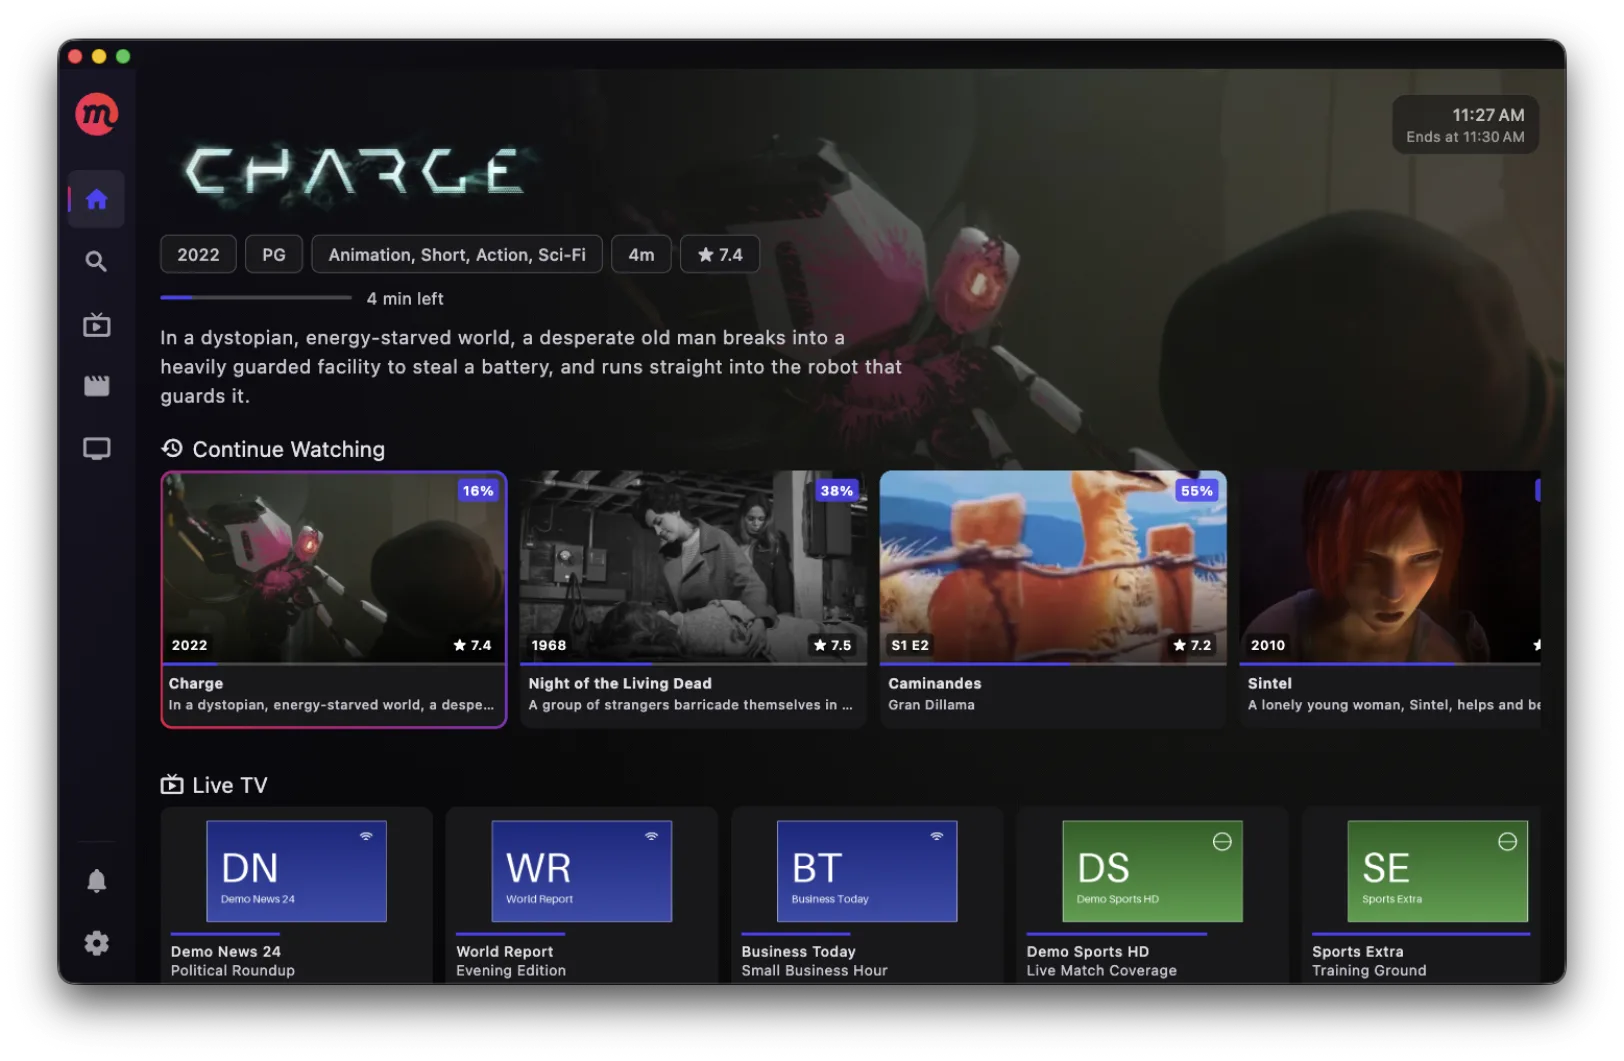 m
11:27 AM
Ends at 11:30 AM
CHARGE
2022
PG
Animation, Short, Action, Sci-Fi
4m
★ 7.4
4 min left
In a dystopian, energy-starved world, a desperate old man breaks into a
heavily guarded facility to steal a battery, and runs straight into the robot that
guards it.
Continue Watching
16%
2022
★ 7.4
Charge
In a dystopian, energy-starved world, a despe...
38%
1968
★ 7.5
Night of the Living Dead
A group of strangers barricade themselves in ...
55%
S1 E2
★ 7.2
Caminandes
Gran Dillama
2010
Sintel
A lonely young woman, Sintel, helps and be
Live TV
DN
Demo News 24
Demo News 24
Political Roundup
WR
World Report
World Report
Evening Edition
BT
Business Today
Business Today
Small Business Hour
DS
Demo Sports HD
Demo Sports HD
Live Match Coverage
SE
Sports Extra
Sports Extra
Training Ground